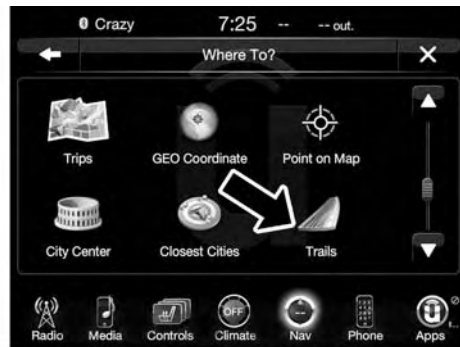 Crazy 7:25 -- -- out.
Where To?
Trips GEO Coordinate Point on Map
City Center Closest Cities Trails
OFF --
Radio Media Controls Climate Nav Phone Apps